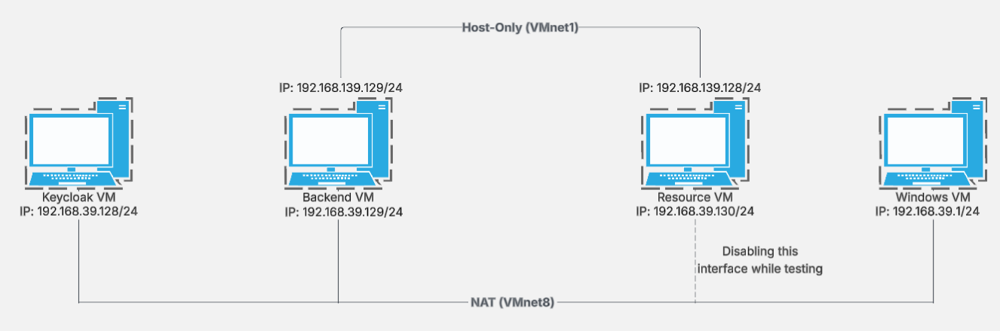 Host-Only (VMnet1)
IP: 192.168.139.129/24
IP: 192.168.139.128/24
Keycloak VM
IP: 192.168.39.128/24
Backend VM
IP: 192.168.39.129/24
Resource VM
IP: 192.168.39.130/24
Windows VM
IP: 192.168.39.1/24
Disabling this
interface while testing
NAT (VMnet8)